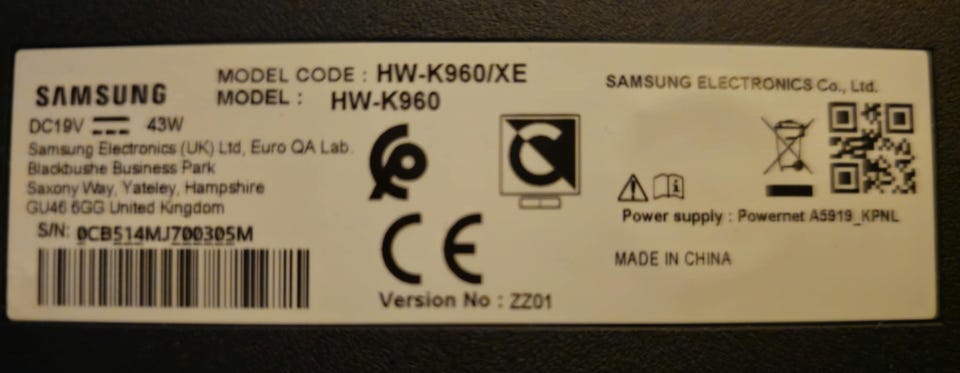 SAMSUNG
MODEL CODE : HW-K960/XE
MODEL : HW-K960
DC19V 43W
Samsung Electronics (UK) Ltd, Euro QA Lab.
Blackbushe Business Park
Saxony Way, Yateley, Hampshire
GU46 6GG United Kingdom
S/N: 0CB514MJ700305M
CE
Version No : ZZ01
SAMSUNG ELECTRONICS Co., Ltd.
Power supply : Powernet A5919_KPNL
MADE IN CHINA